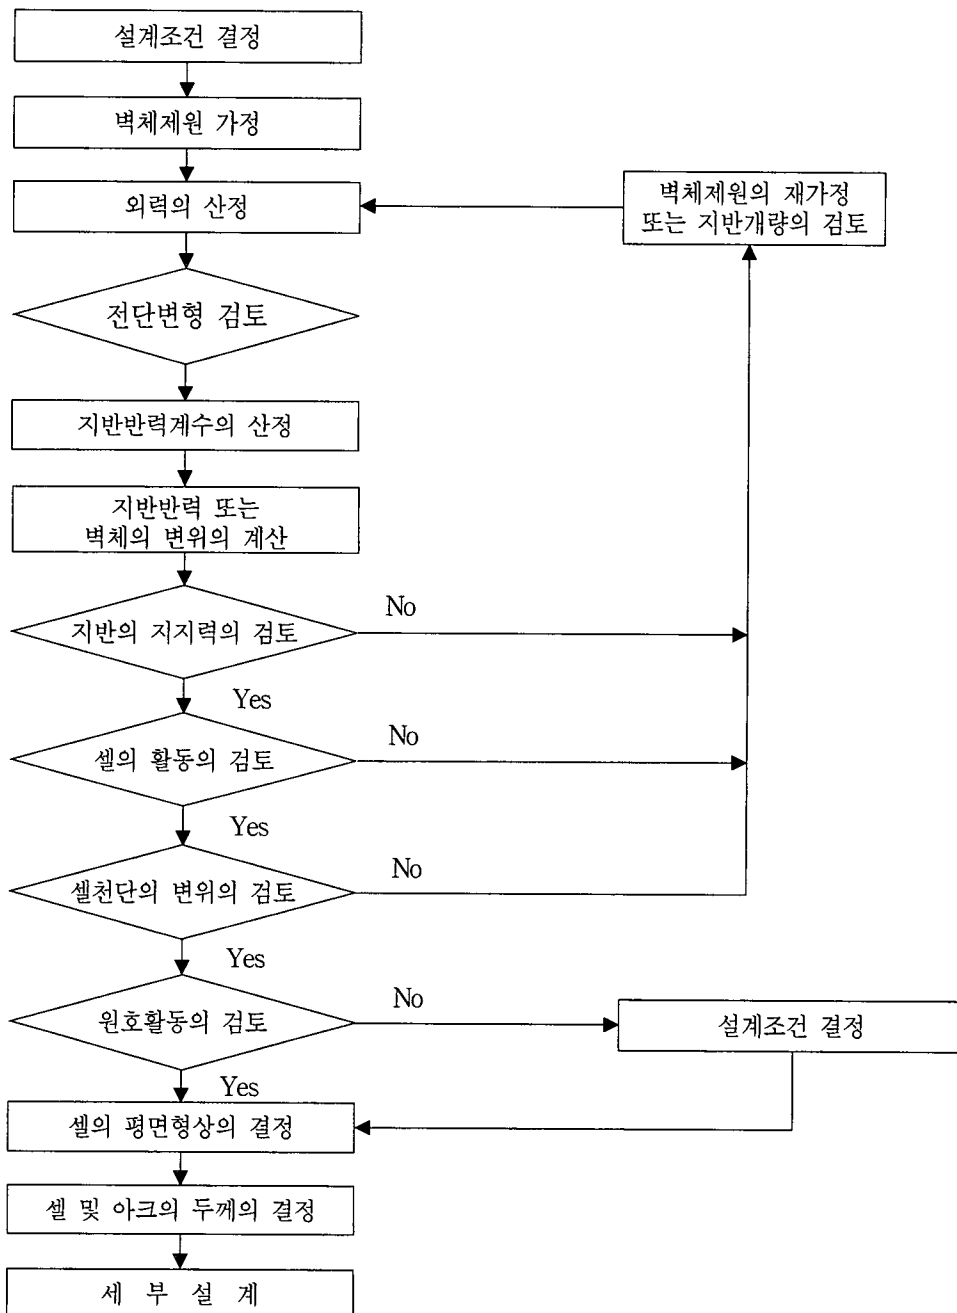 설계조건 결정
벽체제원 가정
외력의 산정
벽체제원의 재가정
또는 지반개량의 검토
전단변형 검토
지반반력계수의 산정
지반반력 또는
벽체의 변위의 계산
지반의 지지력의 검토
No
Yes
셀의 활동의 검토
No
Yes
셀천단의 변위의 검토
No
Yes
원호활동의 검토
No
설계조건 결정
Yes
셀의 평면형상의 결정
셀 및 아크의 두께의 결정
세 부 설 계